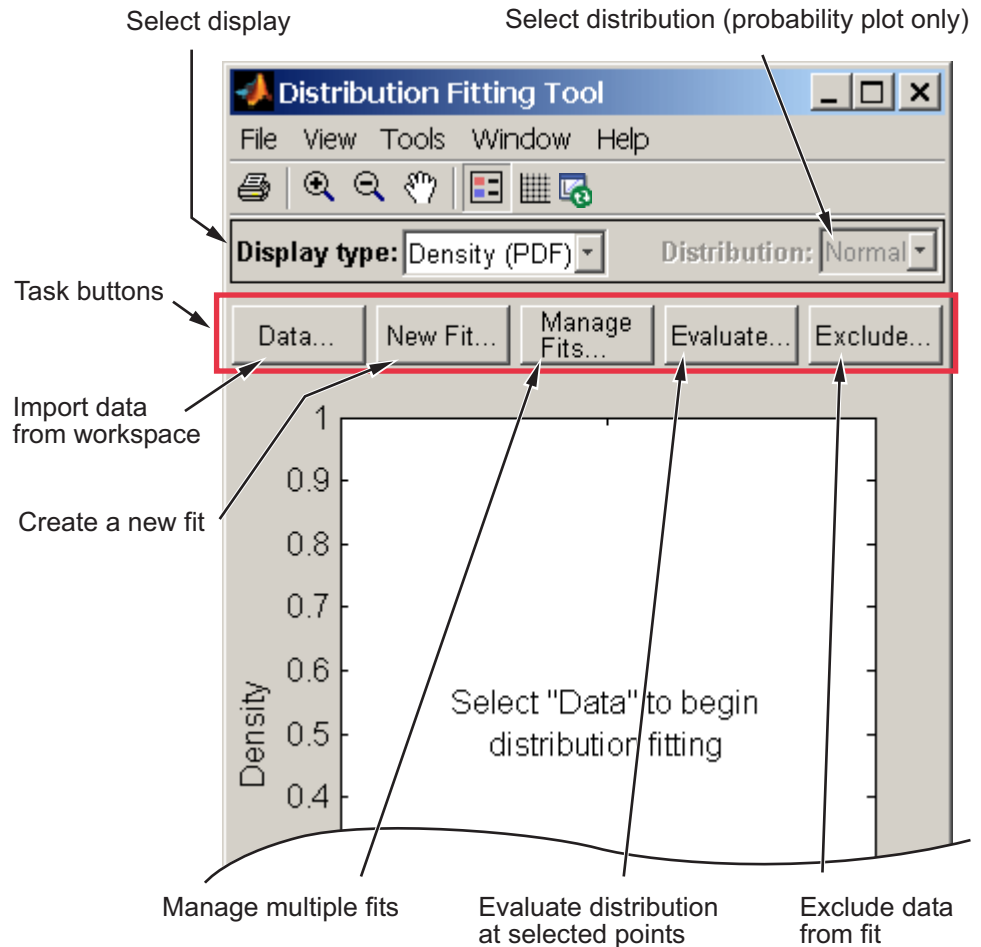 Select display
Select distribution (probability plot only)
Distribution Fitting Tool
File View Tools Window Help
Display type: Density (PDF) Distribution: Normal
Task buttons
Data... New Fit... Manage Fits... Evaluate... Exclude...
Import data
from workspace
Create a new fit
1
0.9
0.8
0.7
0.6
0.5
0.4
Density
Select "Data" to begin
distribution fitting
Manage multiple fits
Evaluate distribution
at selected points
Exclude data
from fit